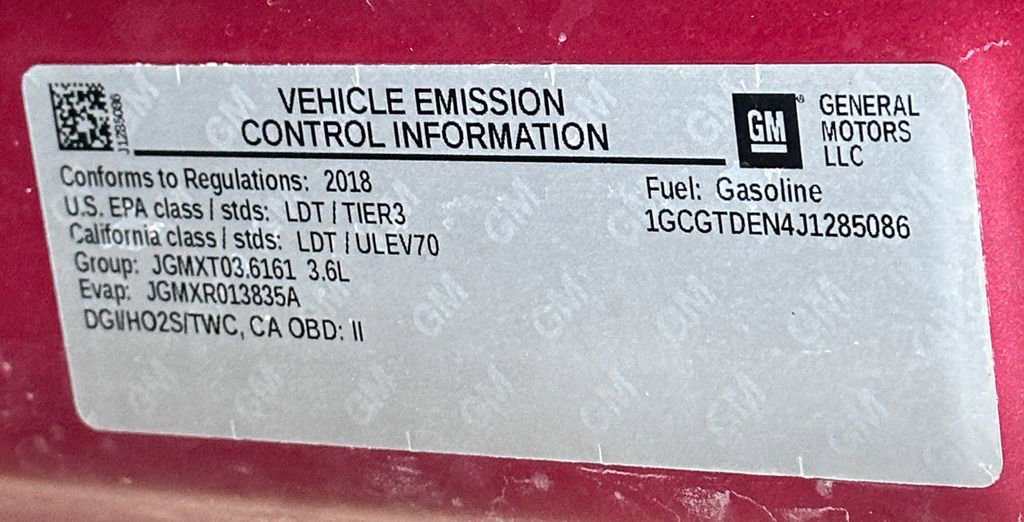 J1285086
VEHICLE EMISSION
CONTROL INFORMATION
GM
GENERAL
MOTORS
LLC
Conforms to Regulations: 2018
U.S. EPA class / stds: LDT / TIER3
California class / stds: LDT / ULEV70
Group: JGMXT03.6161 3.6L
Evap: JGMXR013835A
DGI/HO2S/TWC, CA OBD: II
Fuel: Gasoline
1GCGTDEN4J1285086